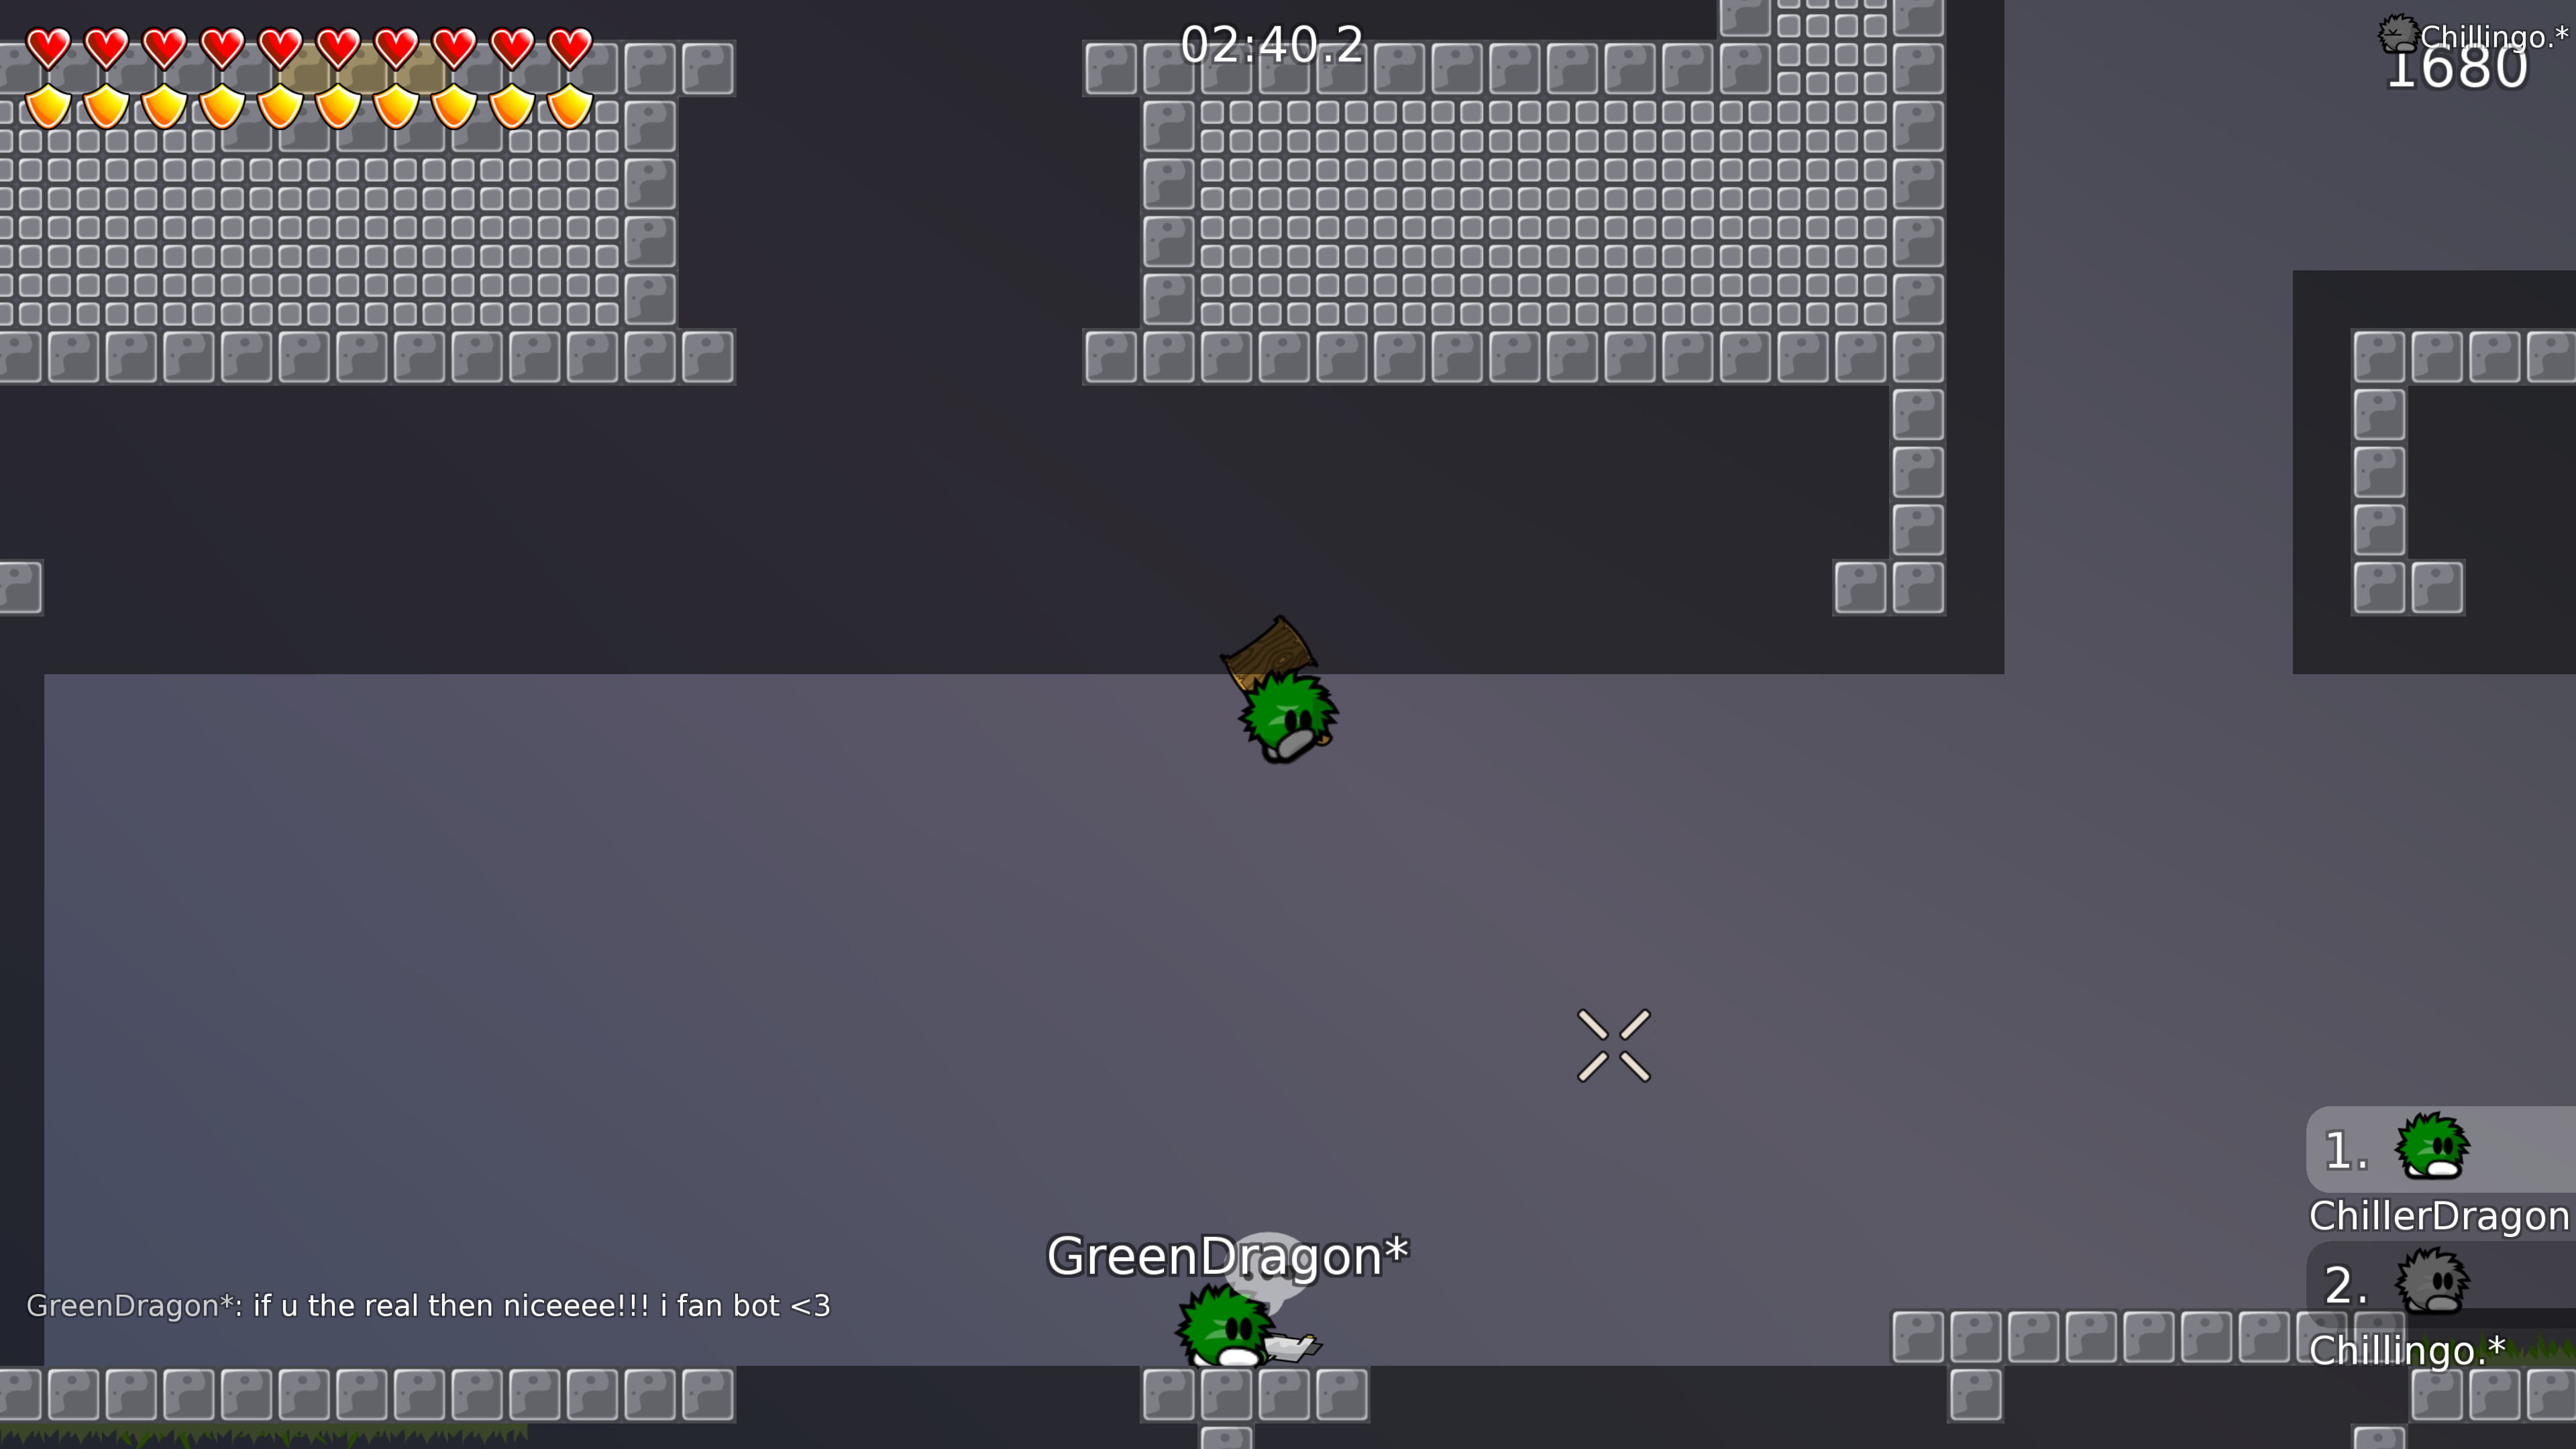 02:40.2
Chillingo.*
1680
GreenDragon*
GreenDragon*: if u the real then niceeee!!! i fan bot <3
1.
ChillerDragon
2.
Chillingo.*